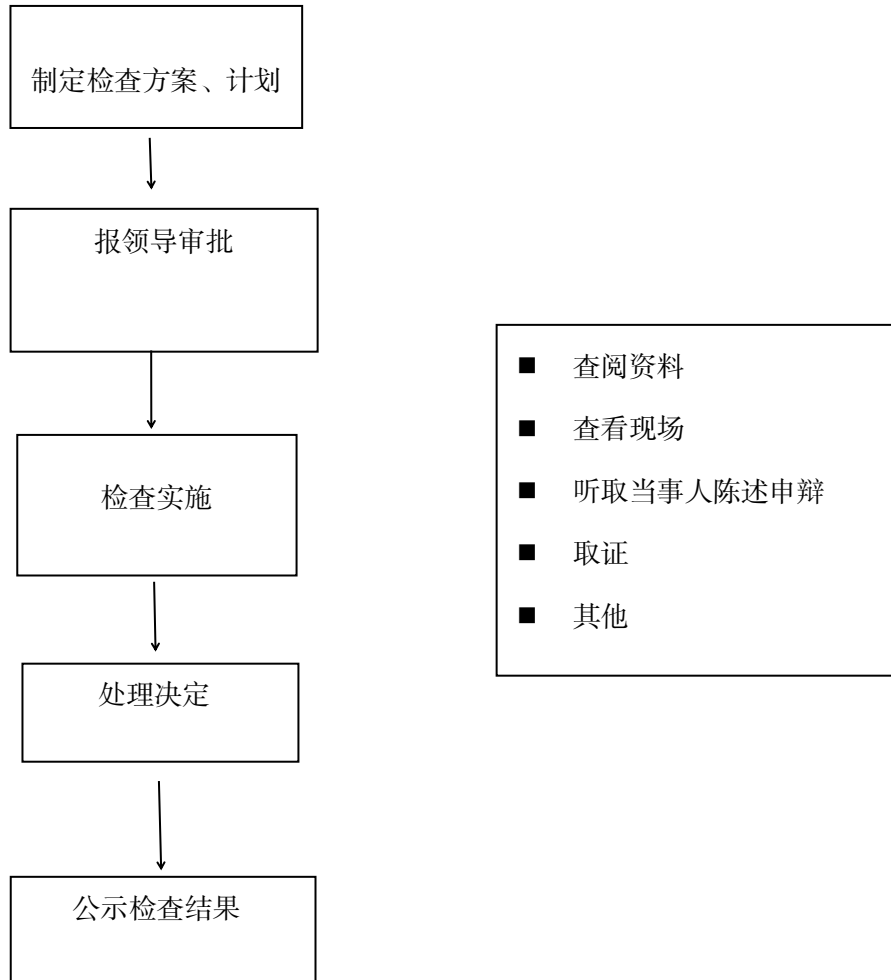 制定检查方案、计划
报领导审批
检查实施
处理决定
公示检查结果
■ 查阅资料
■ 查看现场
■ 听取当事人陈述申辩
■ 取证
■ 其他